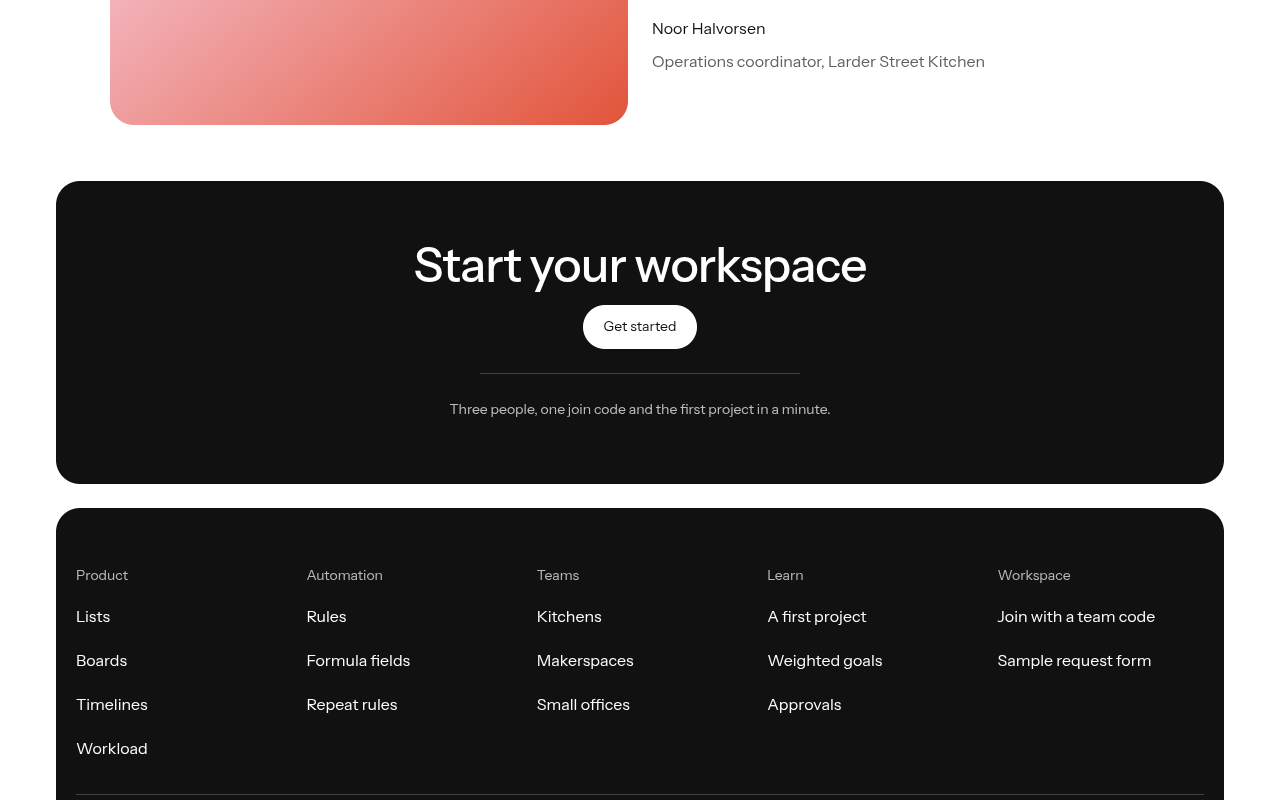 Noor Halvorsen
Operations coordinator, Larder Street Kitchen
Start your workspace
Get started
Three people, one join code and the first project in a minute.
Product
Lists
Boards
Timelines
Workload
Automation
Rules
Formula fields
Repeat rules
Teams
Kitchens
Makerspaces
Small offices
Learn
A first project
Weighted goals
Approvals
Workspace
Join with a team code
Sample request form